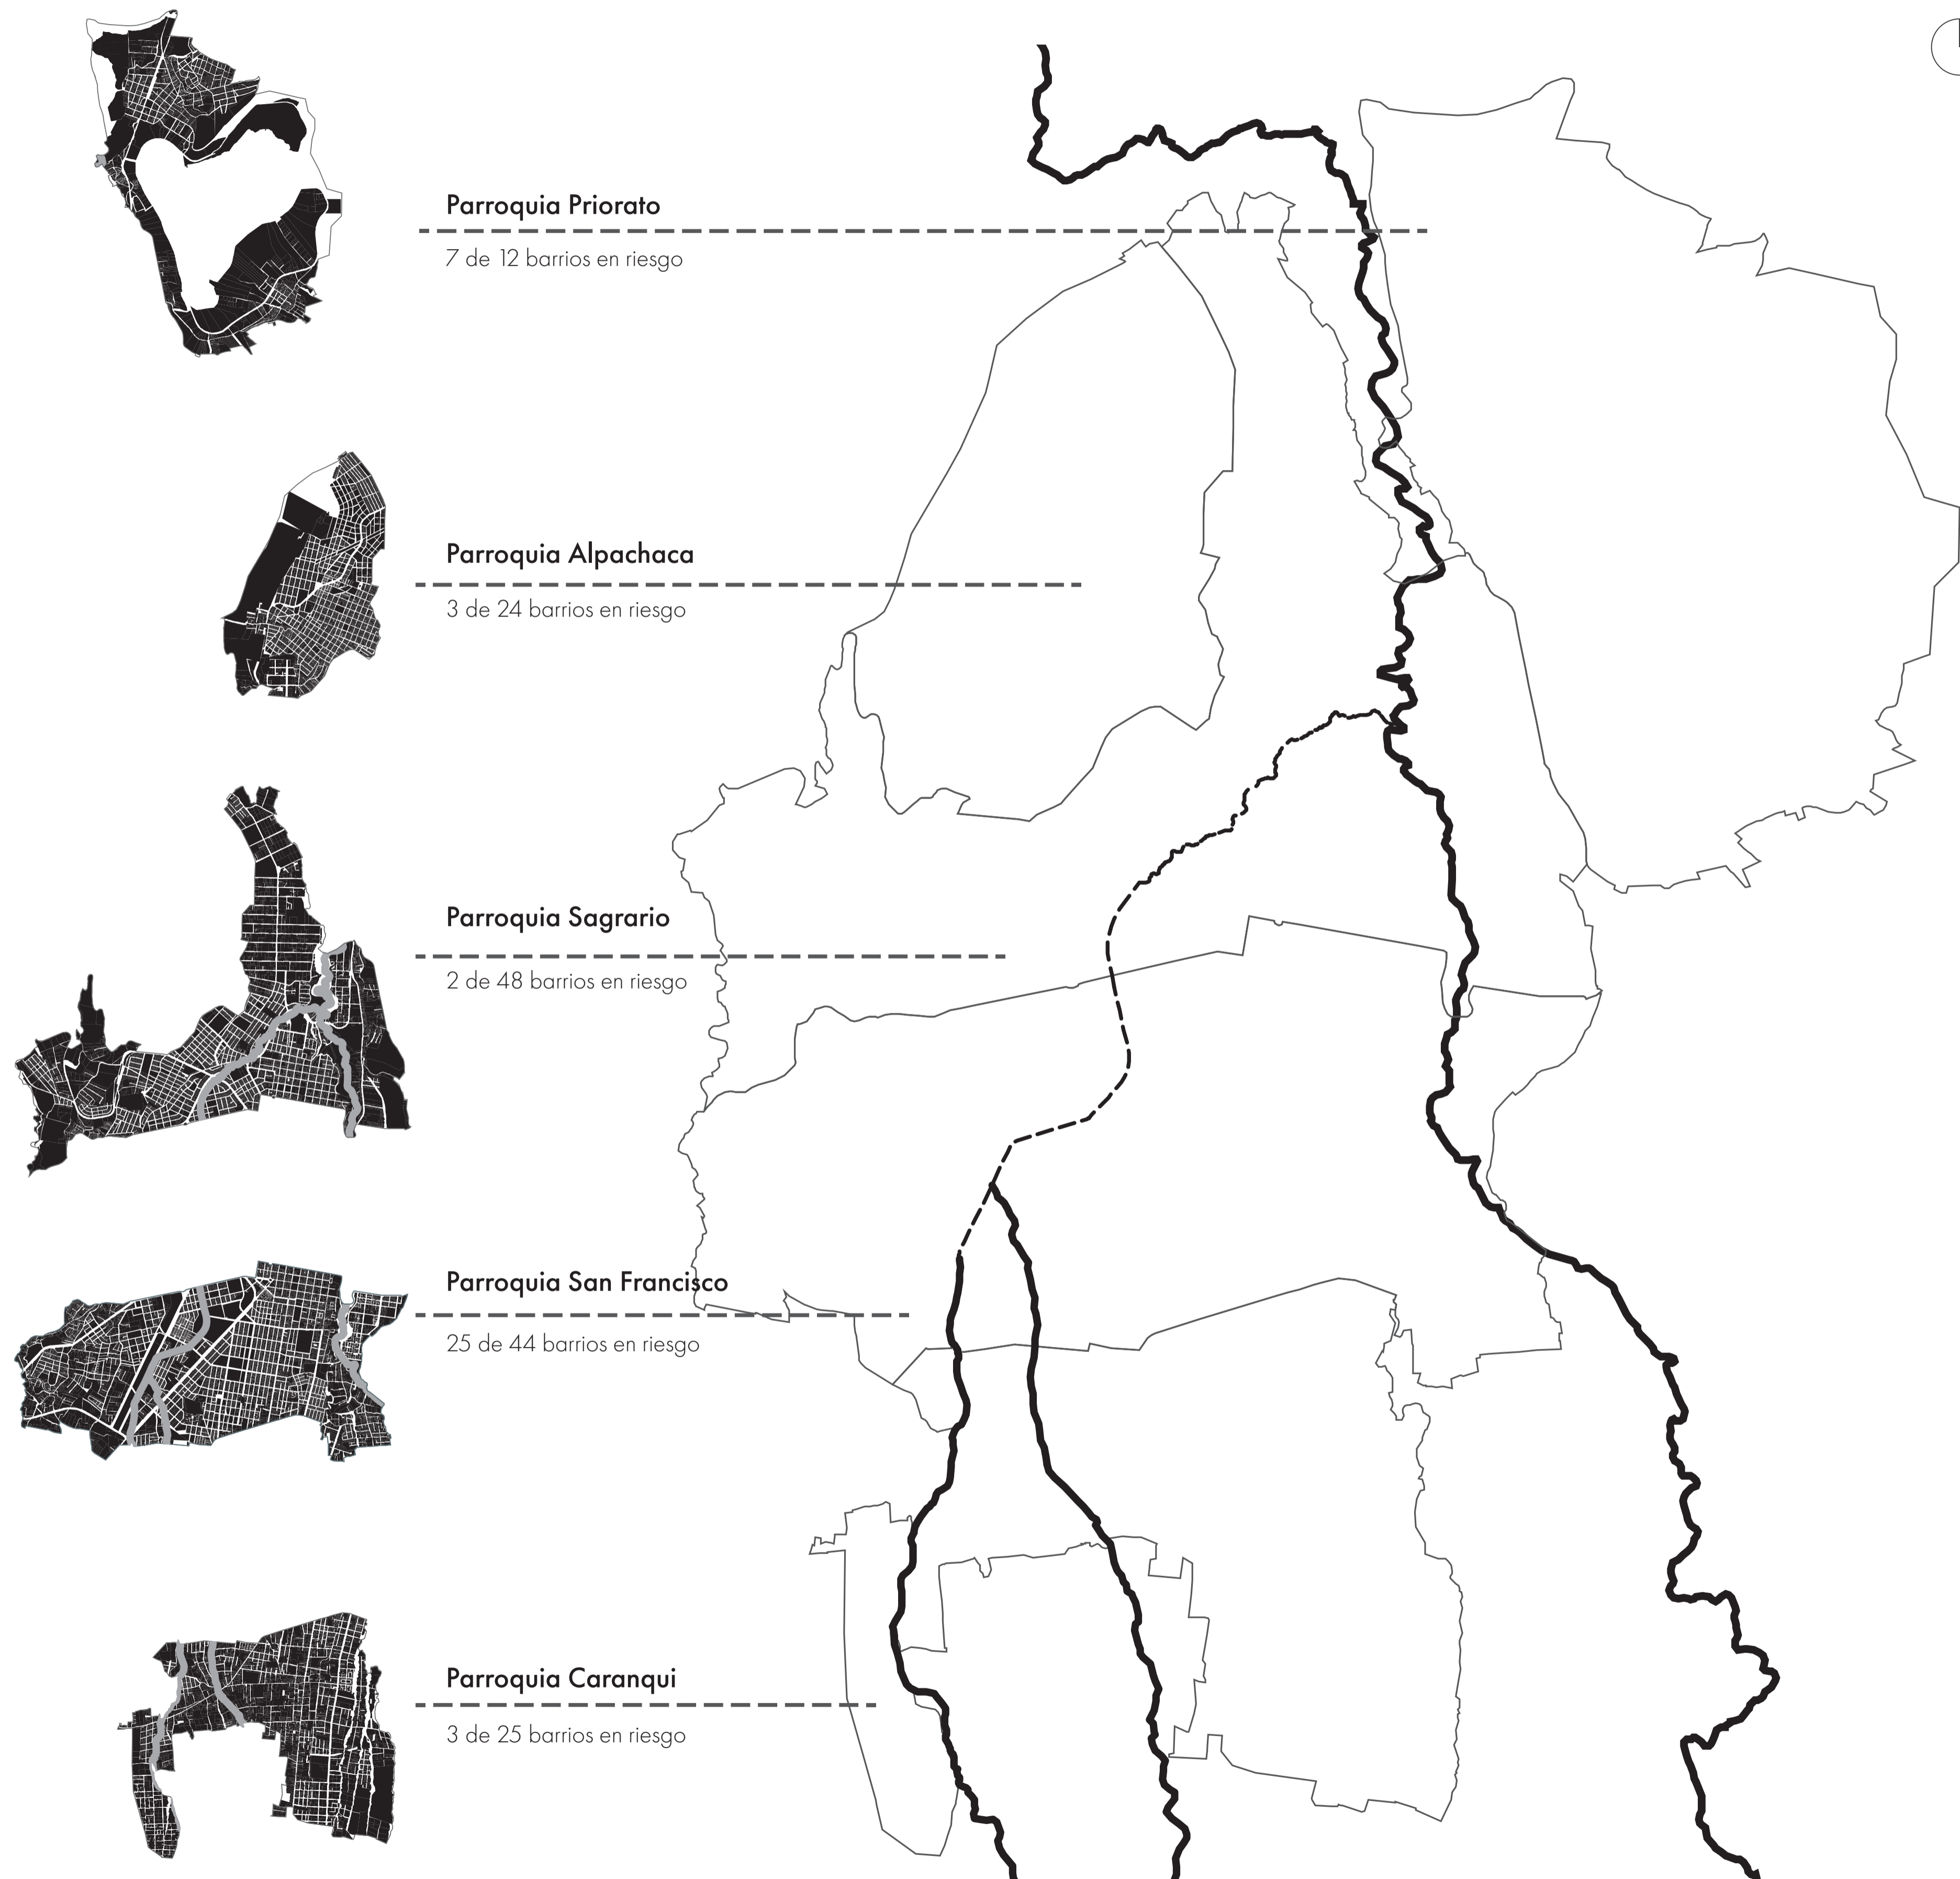 Parroquia Priorato
7 de 12 barrios en riesgo
Parroquia Alpachaca
3 de 24 barrios en riesgo
Parroquia Sagrario
2 de 48 barrios en riesgo
Parroquia San Francisco
25 de 44 barrios en riesgo
Parroquia Caranqui
3 de 25 barrios en riesgo